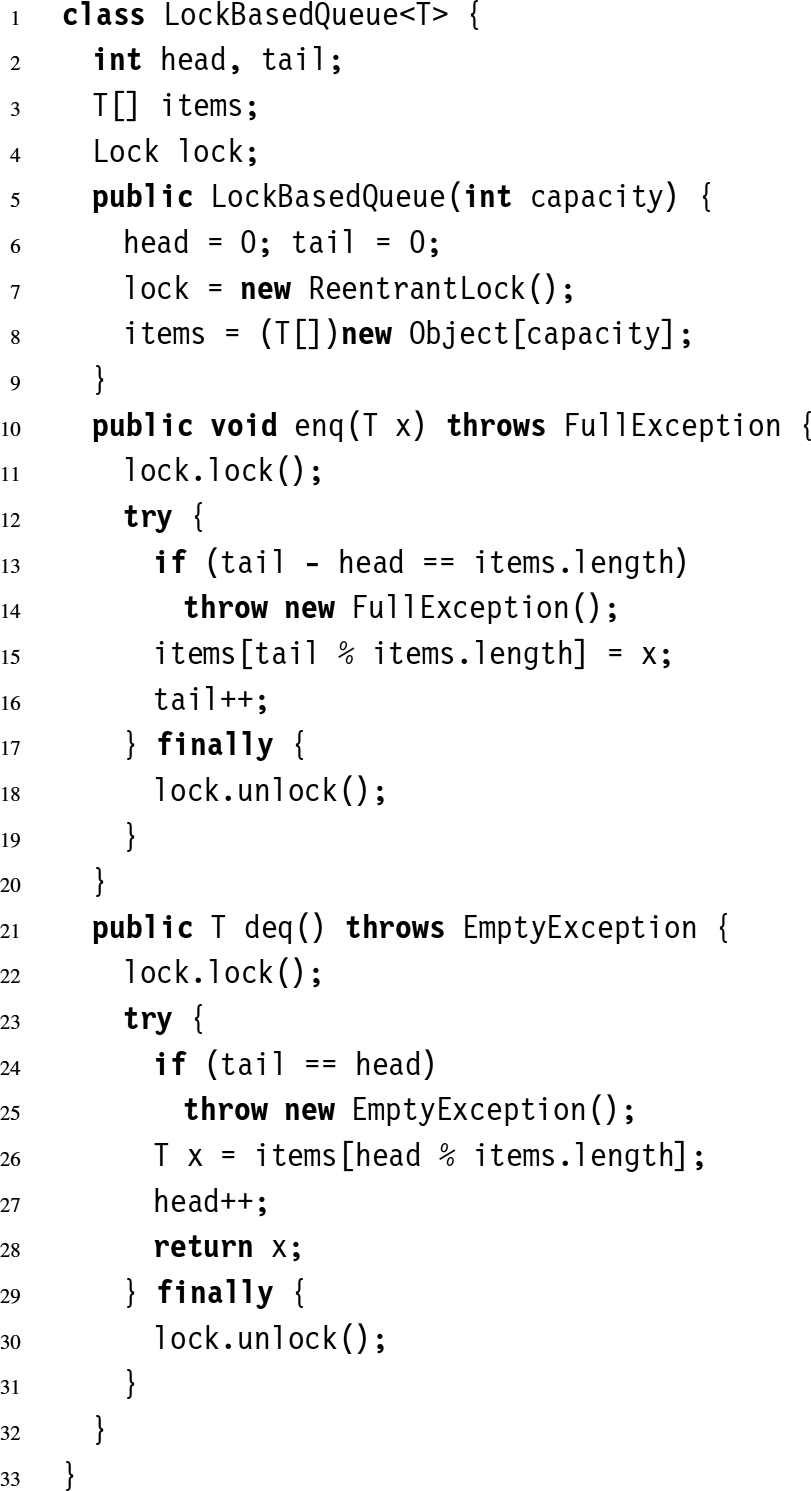 1 class LockBasedQueue<T> {
2 int head, tail;
3 T[] items;
4 Lock lock;
5 public LockBasedQueue(int capacity) {
6 head = 0; tail = 0;
7 lock = new ReentrantLock();
8 items = (T[])new Object[capacity];
9 }
10 public void enq(T x) throws FullException {
11 lock.lock();
12 try {
13 if (tail - head == items.length)
14 throw new FullException();
15 items[tail % items.length] = x;
16 tail++;
17 } finally {
18 lock.unlock();
19 }
20 }
21 public T deq() throws EmptyException {
22 lock.lock();
23 try {
24 if (tail == head)
25 throw new EmptyException();
26 T x = items[head % items.length];
27 head++;
28 return x;
29 } finally {
30 lock.unlock();
31 }
32 }
33 }